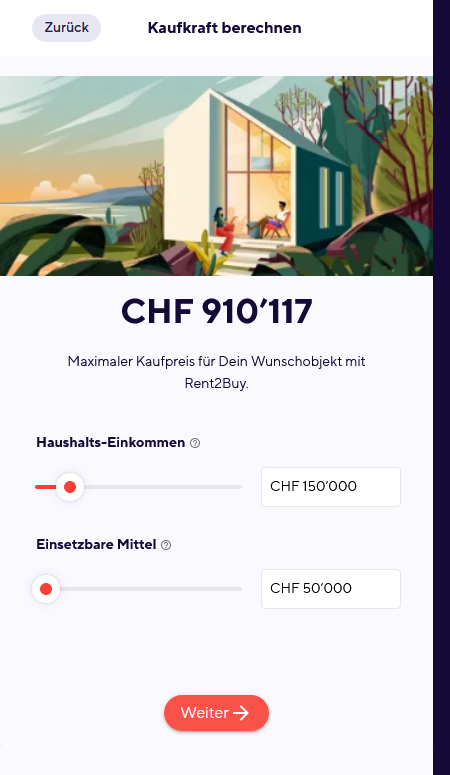 Zurück
Kaufkraft berechnen
CHF 910’117
Maximaler Kaufpreis für Dein Wunschobjekt mit
Rent2Buy.
Haushalts-Einkommen
CHF 150’000
Einsetzbare Mittel
CHF 50’000
Weiter